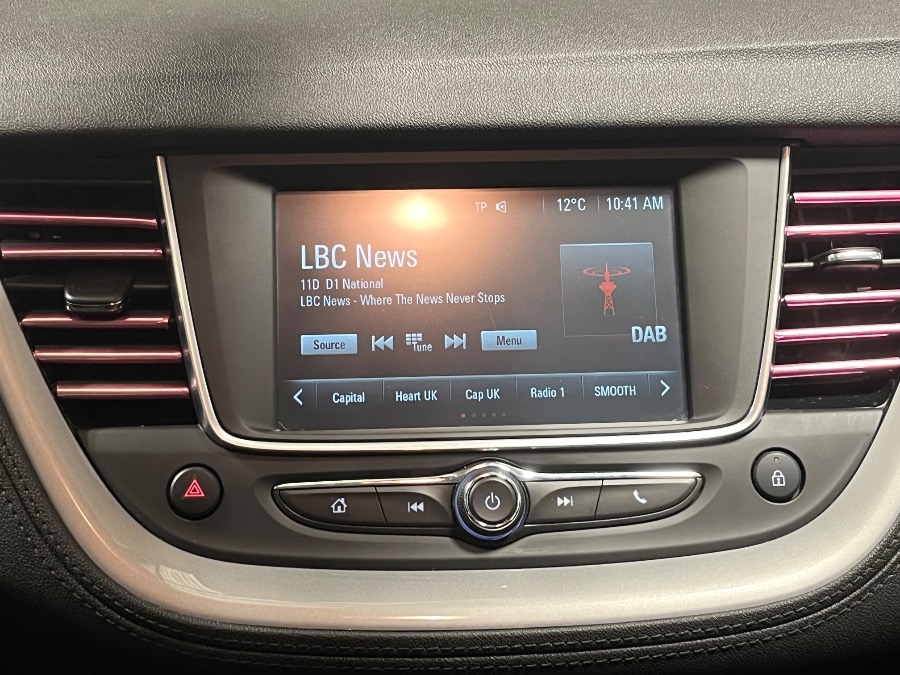 TP 12°C 10:41 AM
LBC News
11D D1 National
LBC News - Where The News Never Stops
DAB
Source Tune Menu
Capital Heart UK Cap UK Radio 1 SMOOTH